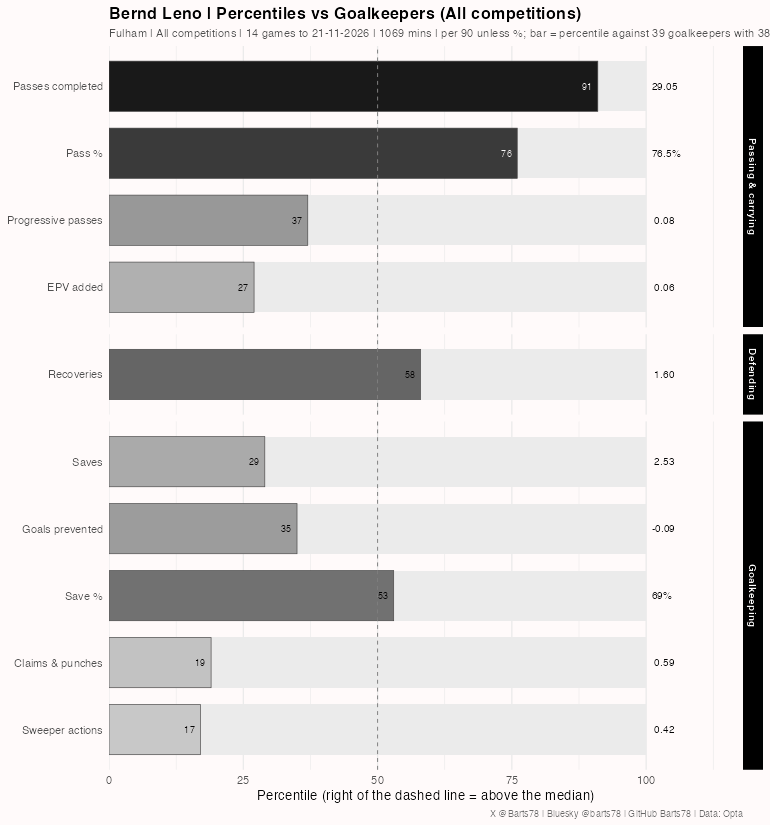 Bernd Leno | Percentiles vs Goalkeepers (All competitions)
Fulham | All competitions | 14 games to 21-11-2026 | 1069 mins | per 90 unless %; bar = percentile against 39 goalkeepers with 38
Passes completed 91 29.05
Pass % 76 76.5%
Progressive passes 37 0.08
EPV added 27 0.06
Passing & carrying
Recoveries 58 1.60
Defending
Saves 29 2.53
Goals prevented 35 -0.09
Save % 53 69%
Claims & punches 19 0.59
Sweeper actions 17 0.42
Goalkeeping
0 25 50 75 100
Percentile (right of the dashed line = above the median)
X @Barts78 | Bluesky @barts78 | GitHub Barts78 | Data: Opta